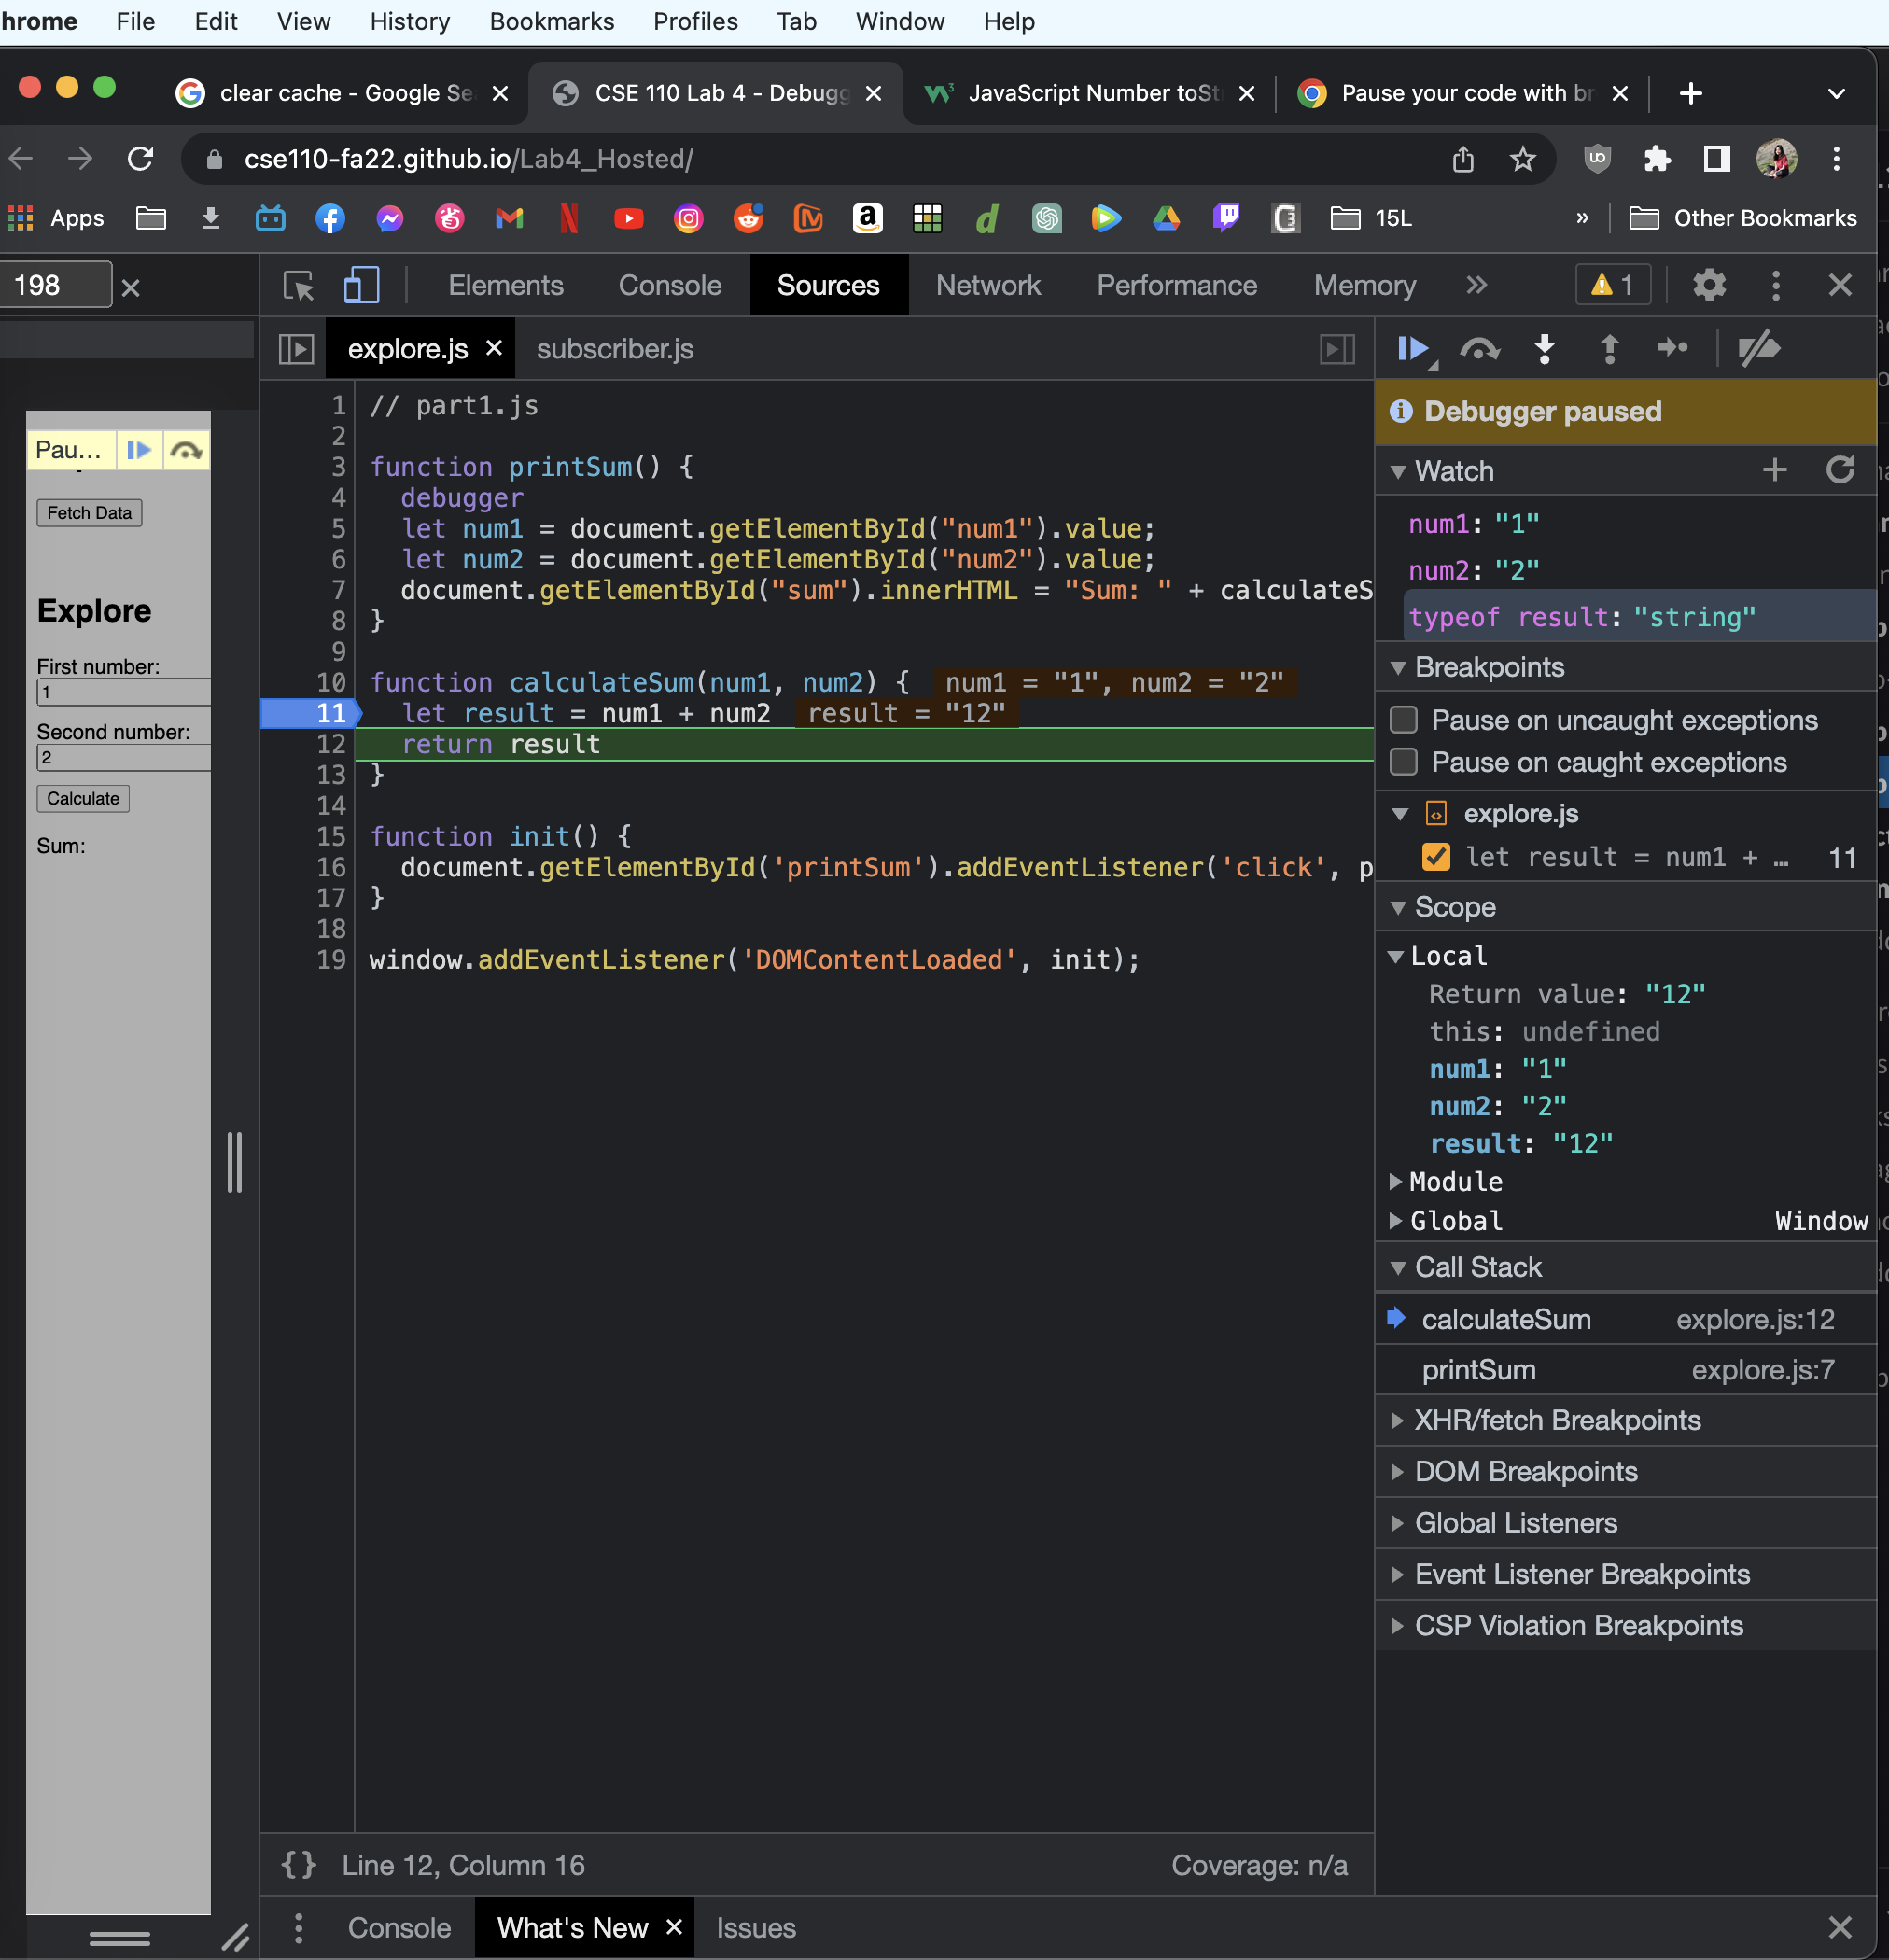 hrome File Edit View History Bookmarks Profiles Tab Window Help
clear cache - Google Se
CSE 110 Lab 4 - Debugg
JavaScript Number toStr
Pause your code with br
cse110-fa22.github.io/Lab4_Hosted/
Apps
15L
» Other Bookmarks
198 ×
Elements Console Sources Network Performance Memory » 1
explore.js × subscriber.js
Pau...
Fetch Data
Explore
First number:
1
Second number:
2
Calculate
Sum:
1 // part1.js
2
3 function printSum() {
4 debugger
5 let num1 = document.getElementById("num1").value;
6 let num2 = document.getElementById("num2").value;
7 document.getElementById("sum").innerHTML = "Sum: " + calculateS
8 }
9
10 function calculateSum(num1, num2) { num1 = "1", num2 = "2"
11 let result = num1 + num2 result = "12"
12 return result
13 }
14
15 function init() {
16 document.getElementById('printSum').addEventListener('click', p
17 }
18
19 window.addEventListener('DOMContentLoaded', init);
Debugger paused
Watch
num1: "1"
num2: "2"
typeof result: "string"
Breakpoints
Pause on uncaught exceptions
Pause on caught exceptions
explore.js
let result = num1 + … 11
Scope
Local
Return value: "12"
this: undefined
num1: "1"
num2: "2"
result: "12"
Module
Global Window
Call Stack
calculateSum explore.js:12
printSum explore.js:7
XHR/fetch Breakpoints
DOM Breakpoints
Global Listeners
Event Listener Breakpoints
CSP Violation Breakpoints
{} Line 12, Column 16 Coverage: n/a
Console What's New × Issues